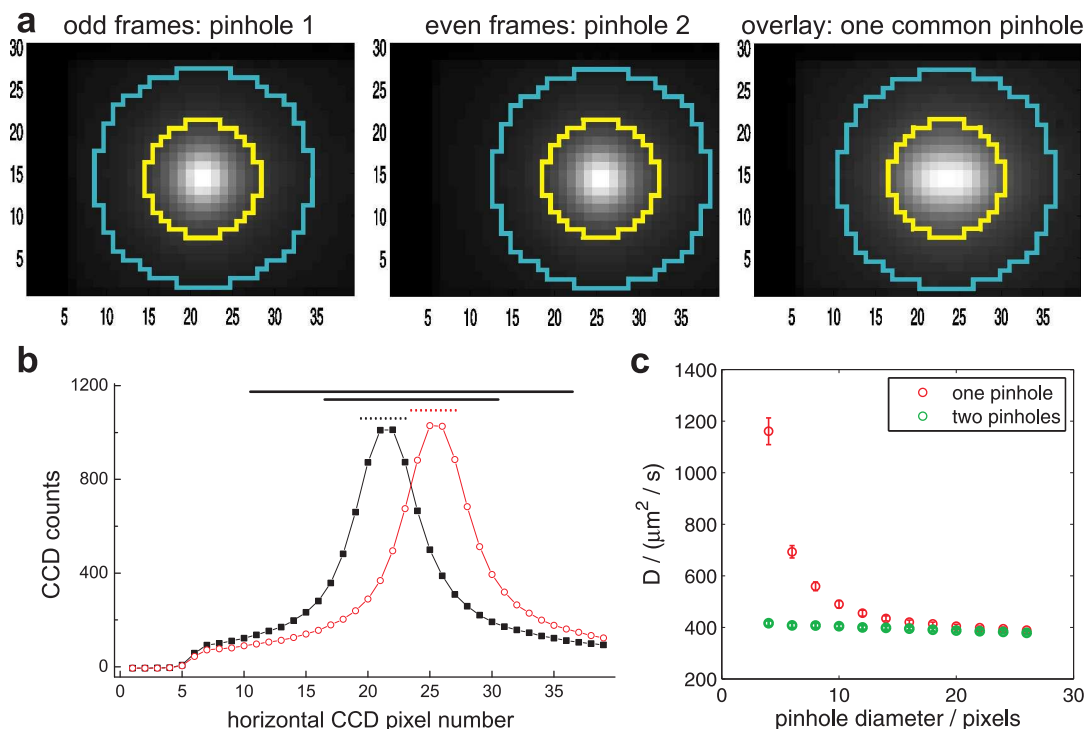 a
odd frames: pinhole 1
even frames: pinhole 2
overlay: one common pinhole
30
25
20
15
10
5
5 10 15 20 25 30 35
30
25
20
15
10
5
5 10 15 20 25 30 35
30
25
20
15
10
5
5 10 15 20 25 30 35
b
1200
800
400
0
CCD counts
0 5 10 15 20 25 30 35 40
horizontal CCD pixel number
c
1400
1200
1000
800
600
400
200
D / (μm² / s)
one pinhole
two pinholes
0 10 20 30
pinhole diameter / pixels